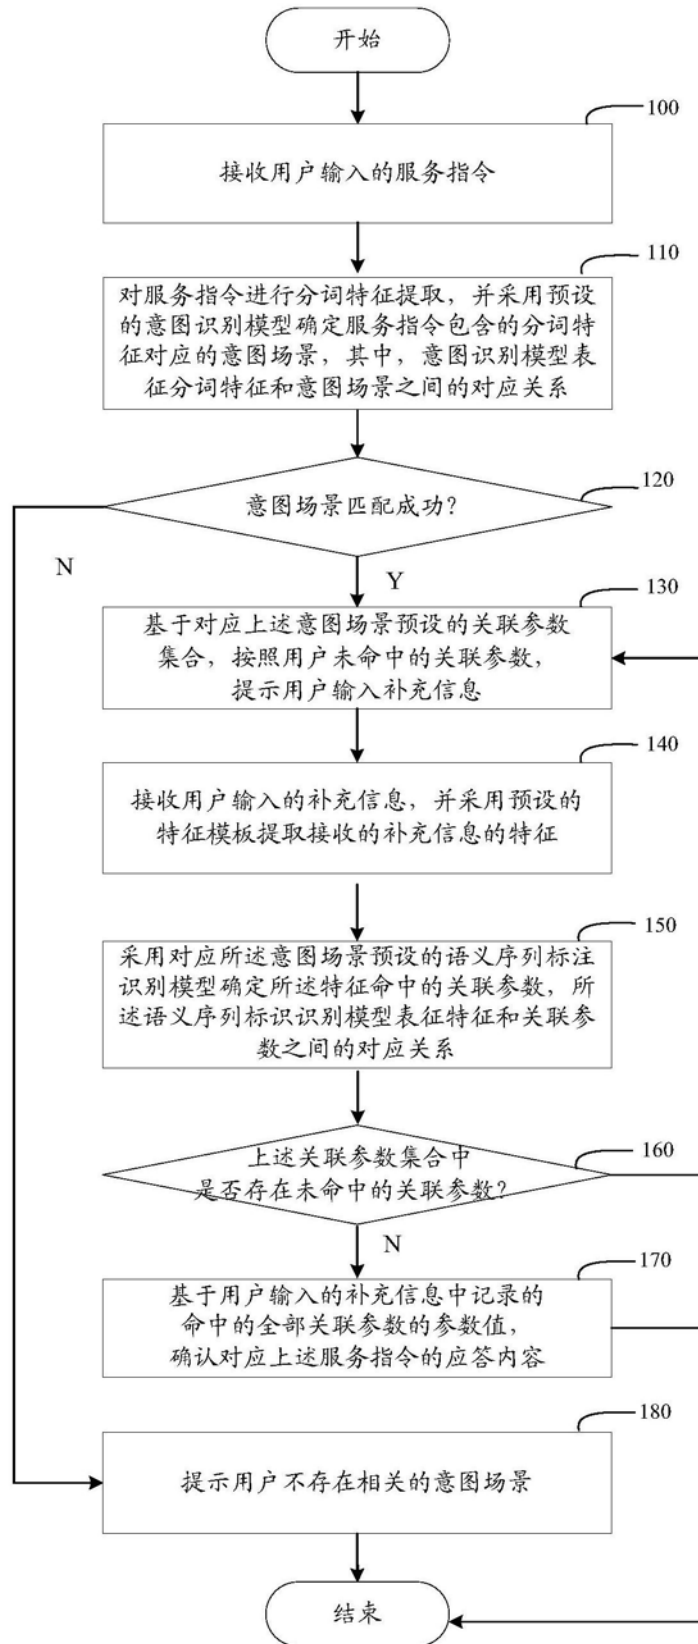 开始
100
接收用户输入的服务指令
110
对服务指令进行分词特征提取，并采用预设
的意图识别模型确定服务指令包含的分词特
征对应的意图场景，其中，意图识别模型表
征分词特征和意图场景之间的对应关系
120
意图场景匹配成功？
N
Y
130
基于对应上述意图场景预设的关联参数
集合，按照用户未命中的关联参数，
提示用户输入补充信息
140
接收用户输入的补充信息，并采用预设的
特征模板提取接收的补充信息的特征
150
采用对应所述意图场景预设的语义序列标注
识别模型确定所述特征命中的关联参数，所
述语义序列标识识别模型表征特征和关联参
数之间的对应关系
160
上述关联参数集合中
是否存在未命中的关联参数？
N
170
基于用户输入的补充信息中记录的
命中的全部关联参数的参数值，
确认对应上述服务指令的应答内容
180
提示用户不存在相关的意图场景
结束